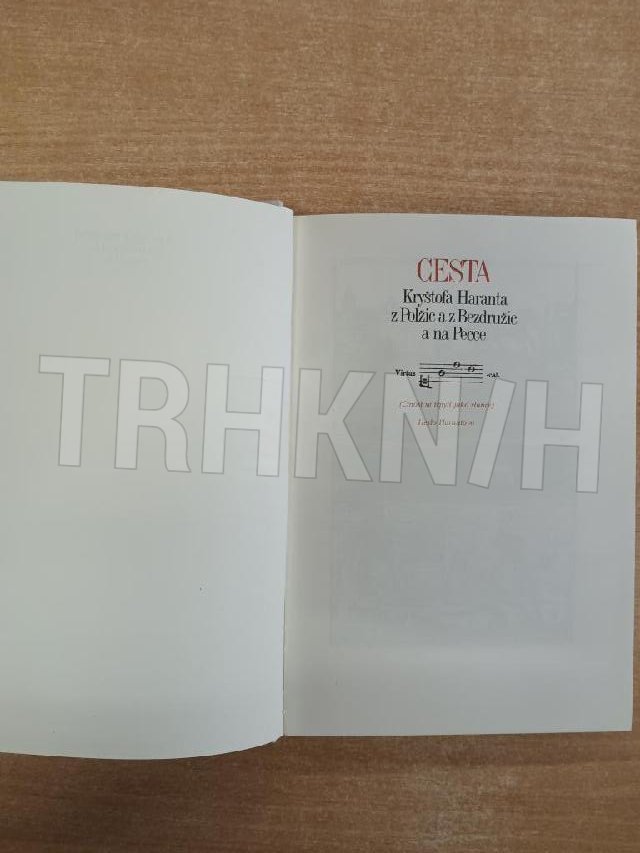 CESTA
Kryštofa Haranta
z Polžic a z Bezdružic
a na Pecce
Virtus
TRHKNIH